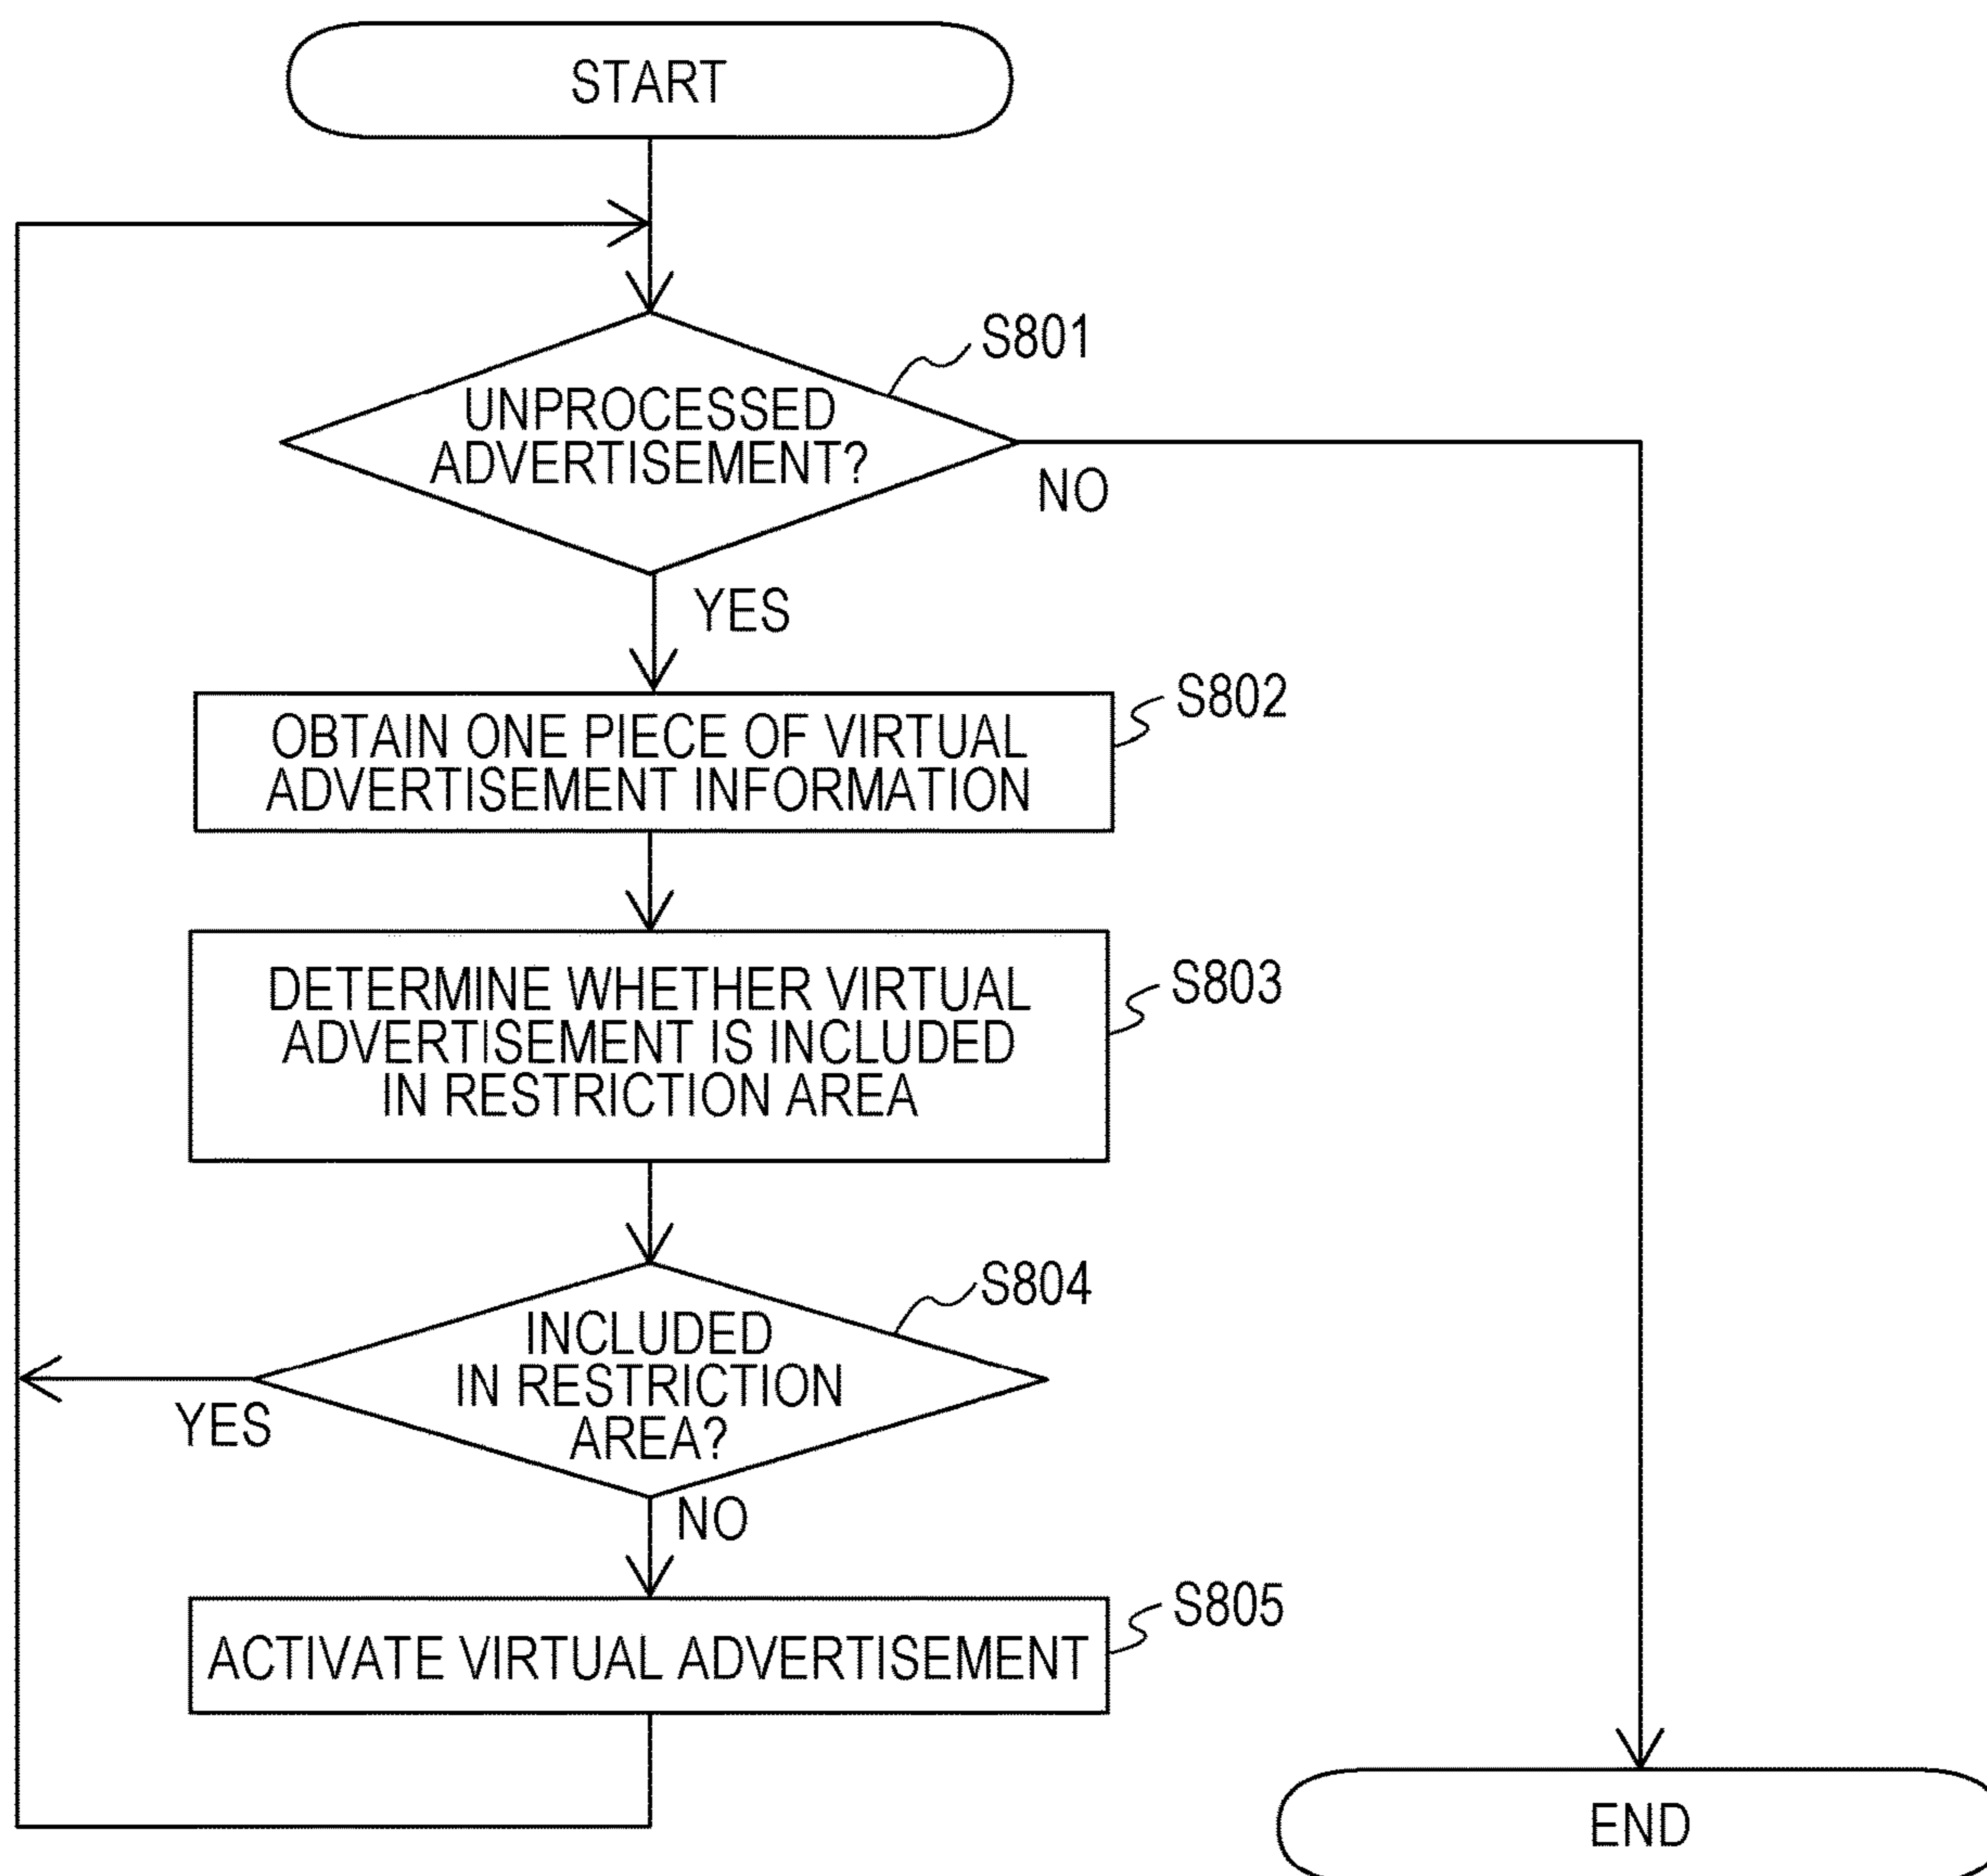 START
S801
UNPROCESSED
ADVERTISEMENT?
NO
YES
S802
OBTAIN ONE PIECE OF VIRTUAL
ADVERTISEMENT INFORMATION
S803
DETERMINE WHETHER VIRTUAL
ADVERTISEMENT IS INCLUDED
IN RESTRICTION AREA
S804
INCLUDED
IN RESTRICTION
AREA?
YES
NO
S805
ACTIVATE VIRTUAL ADVERTISEMENT
END